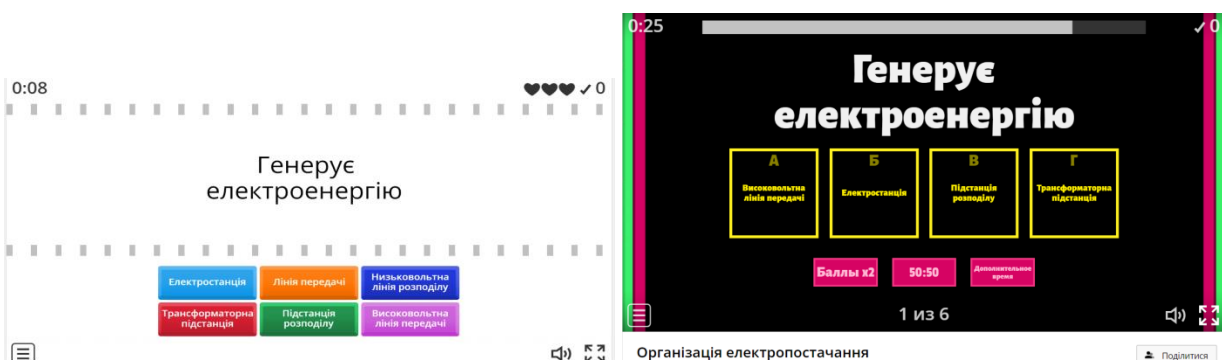 0:08
✓ 0
Генерує
електроенергію
Електростанція
Лінія передачі
Низьковольтна
лінія розподілу
Трансформаторна
підстанція
Підстанція
розподілу
Високовольтна
лінія передачі
0:25
✓ 0
Генерує
електроенергію
А
Високовольтна
лінія передачі
Б
Електростанція
В
Підстанція
розподілу
Г
Трансформаторна
підстанція
Баллы x2
50:50
Дополнительное
время
1 из 6
Організація електропостачання
Поділитися